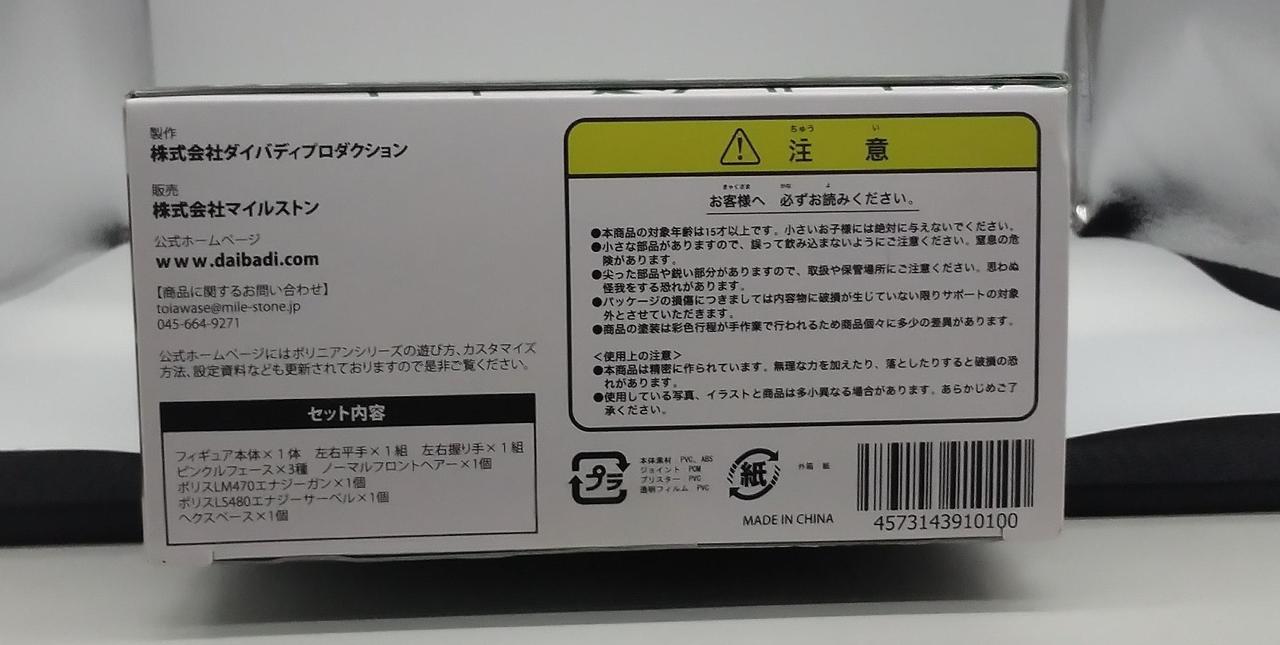 製作
株式会社ダイバディプロダクション
販売
株式会社マイルストン
公式ホームページ
www.daibadi.com
【商品に関するお問い合わせ】
toiawase@mile-stone.jp
045-664-9271
公式ホームページにはポリニアンシリーズの遊び方、カスタマイズ
方法、設定資料なども更新されておりますので是非ご覧ください。
セット内容
フィギュア本体×1体 左右平手×1組 左右握り手×1組
ピンクルフェース×3種 ノーマルフロントヘアー×1個
ポリスLM470エナジーガン×1個
ポリスLS480エナジーサーベル×1個
ヘクスベース×1個
ちゅう い
注 意
きゃくさま かなら よ
お客様へ 必ずお読みください。
●本商品の対象年齢は15才以上です。小さいお子様には絶対に与えないでください。
●小さな部品がありますので、誤って飲み込まないようにご注意ください。窒息の危
険があります。
●尖った部品や鋭い部分がありますので、取扱や保管場所にご注意ください。思わぬ
怪我をする恐れがあります。
●パッケージの損傷につきましては内容物に破損が生じていない限りサポートの対象
外とさせていただきます。
●商品の塗装は彩色行程が手作業で行われるため商品個々に多少の差異があります。
＜使用上の注意＞
●本商品は精密に作られています。無理な力を加えたり、落としたりすると破損の恐
れがあります。
●使用している写真、イラストと商品は多少異なる場合があります。あらかじめご了
承ください。
プラ
本体素材 PVC、ABS
ジョイント POM
ブリスター PVC
透明フィルム PVC
紙
外箱 紙
MADE IN CHINA
4573143910100